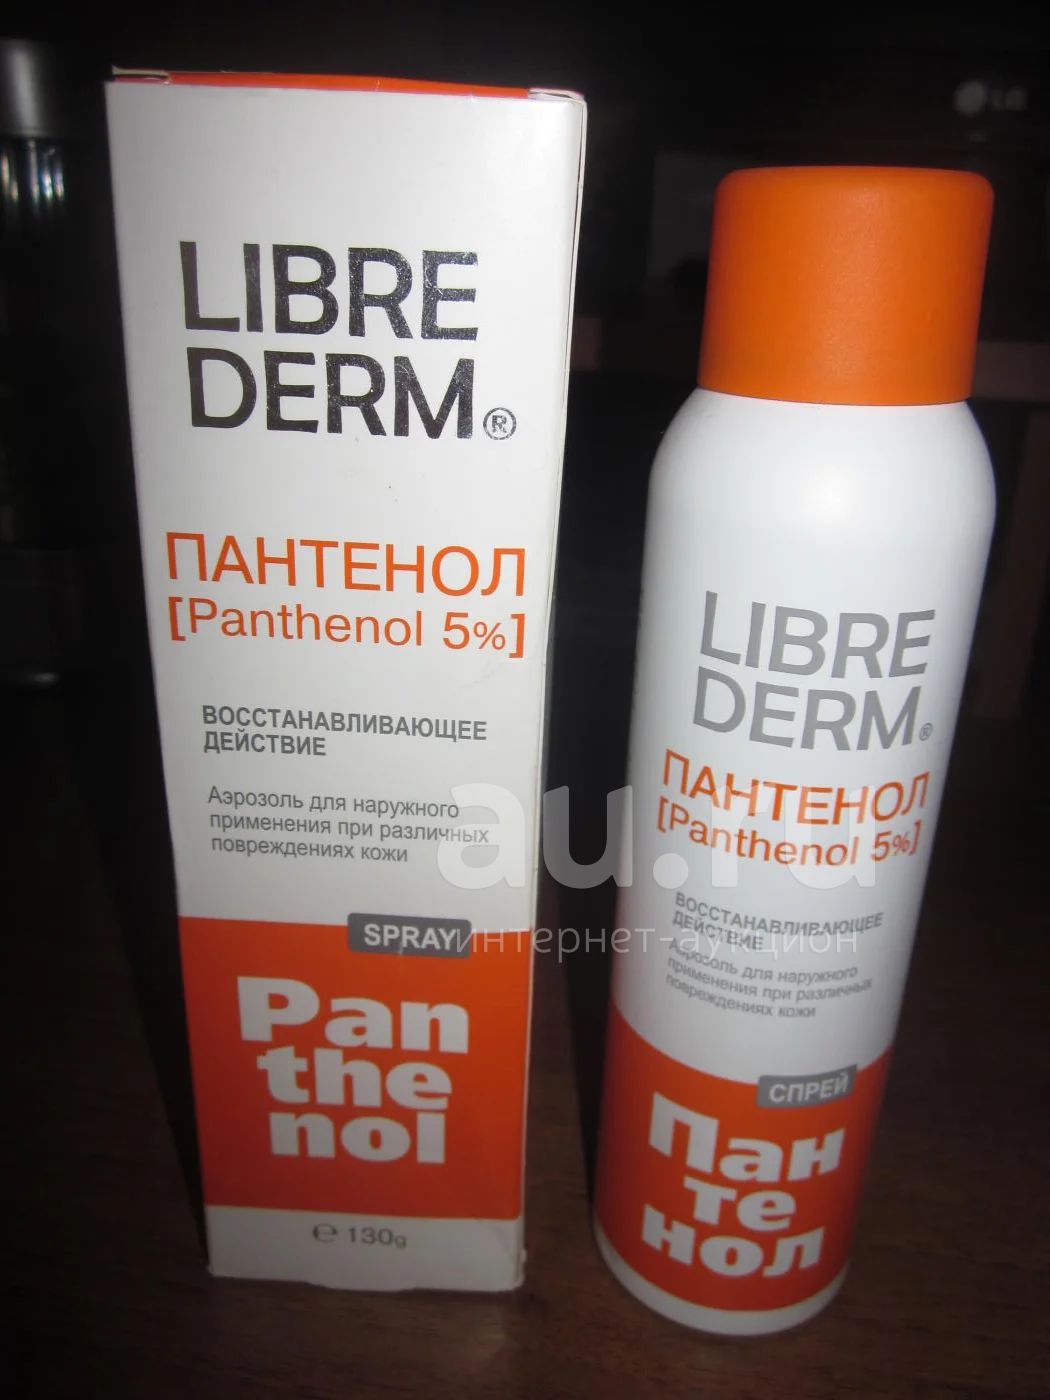 LG
LIBRE
DERM®
ПАНТЕНОЛ
[Panthenol 5%]
ВОССТАНАВЛИВАЮЩЕЕ
ДЕЙСТВИЕ
Аэрозоль для наружного
применения при различных
повреждениях кожи
SPRAY
Pan
the
nol
℮ 130g
LIBRE
DERM®
ПАНТЕНОЛ
[Panthenol 5%]
ВОССТАНАВЛИВАЮЩЕЕ
ДЕЙСТВИЕ
Аэрозоль для наружного
применения при различных
повреждениях кожи
СПРЕЙ
Пан
те
нол
au.ru
интернет-аукцион